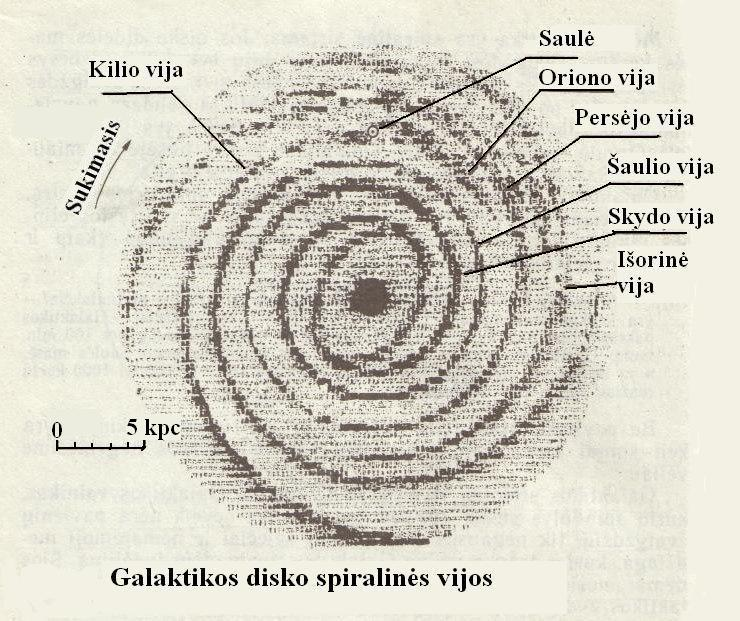 Saulė
Kilio vija
Oriono vija
Persėjo vija
Sukimasis
Šaulio vija
Skydo vija
Išorinė
vija
0 5 kpc
Galaktikos disko spiralinės vijos